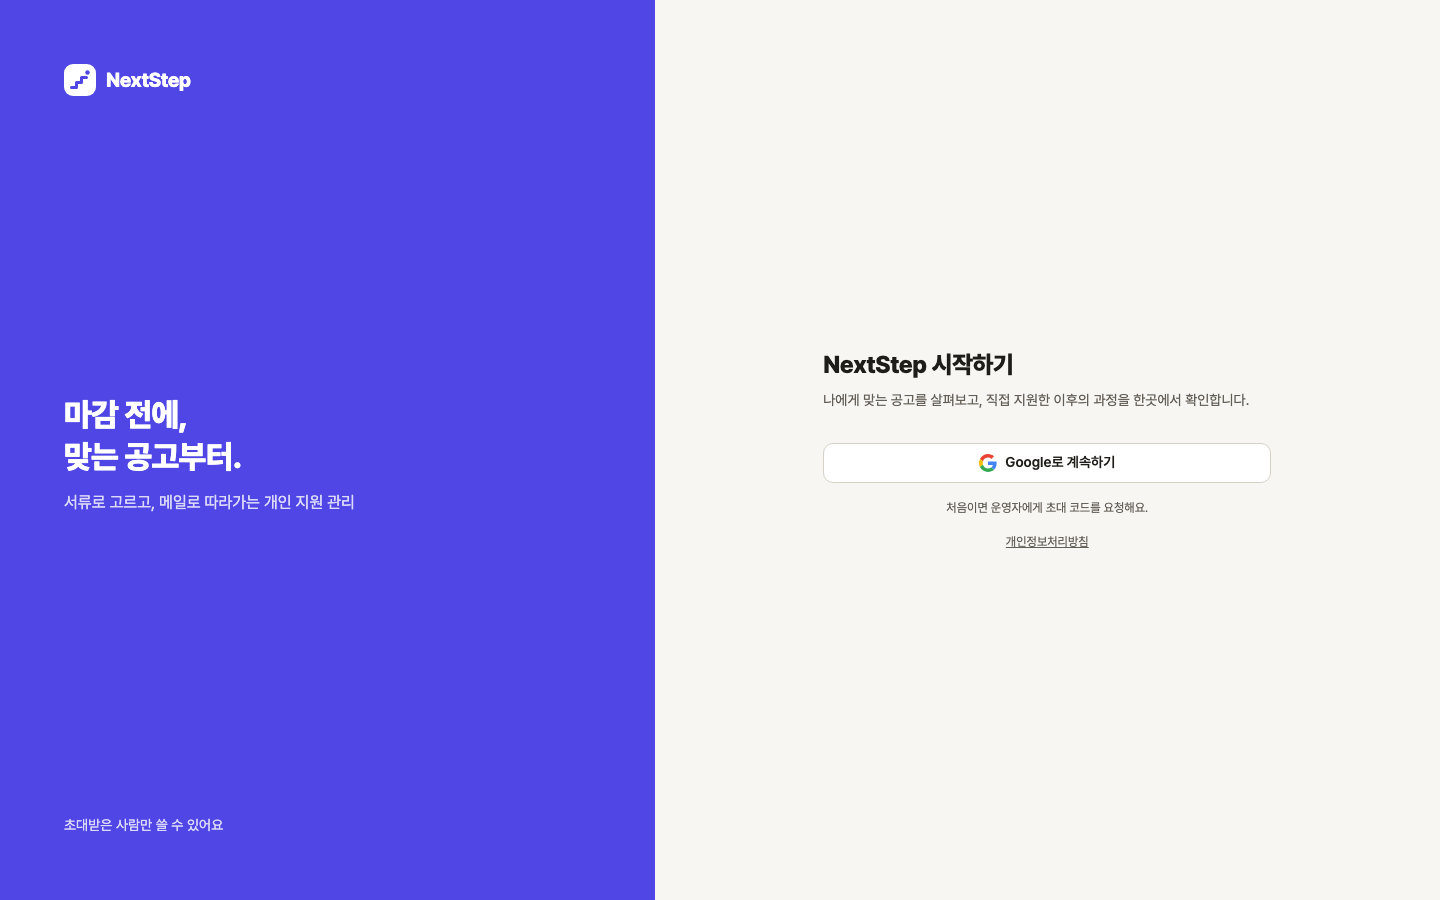 NextStep
마감 전에,
맞는 공고부터.
서류로 고르고, 메일로 따라가는 개인 지원 관리
초대받은 사람만 쓸 수 있어요
NextStep 시작하기
나에게 맞는 공고를 살펴보고, 직접 지원한 이후의 과정을 한곳에서 확인합니다.
Google로 계속하기
처음이면 운영자에게 초대 코드를 요청해요.
개인정보처리방침